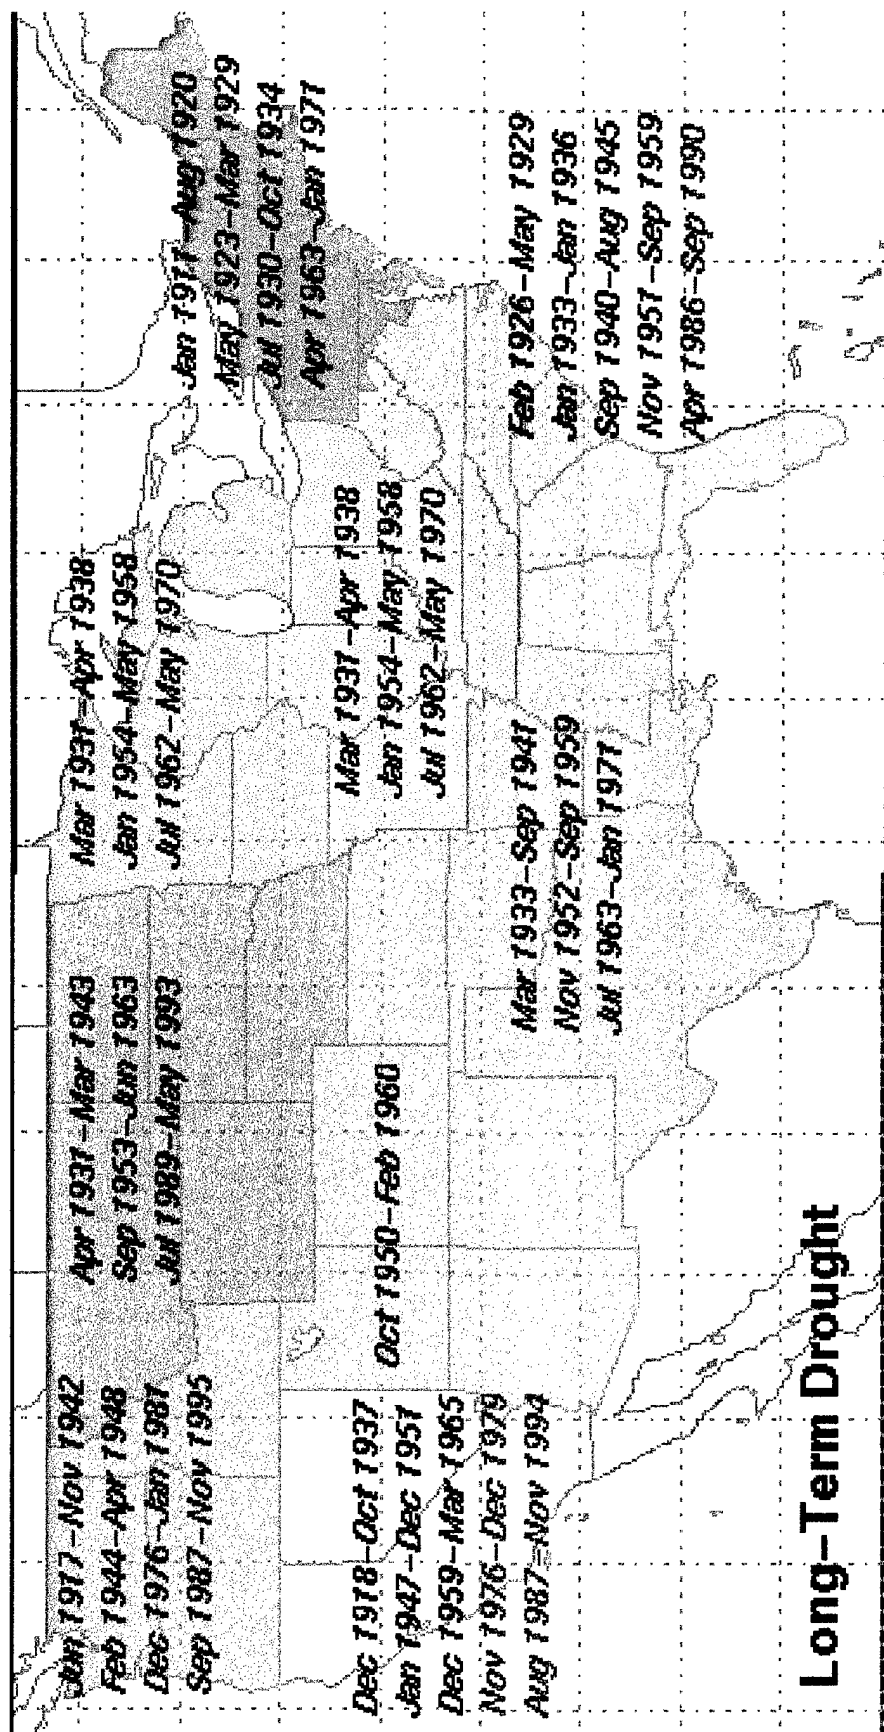 Jun 1917–Nov 1942
Feb 1944–Apr 1948
Dec 1976–Jan 1981
Sep 1987–Nov 1995
Apr 1931–Mar 1943
Sep 1953–Jun 1963
Jul 1989–May 1993
Mar 1931–Apr 1938
Jan 1954–May 1958
Jul 1962–May 1970
Jan 1911–Aug 1920
May 1923–Mar 1929
Jul 1930–Oct 1934
Apr 1963–Jan 1971
Dec 1918–Oct 1937
Jan 1947–Dec 1951
Dec 1959–Mar 1965
Nov 1976–Dec 1979
Aug 1987–Nov 1994
Oct 1950–Feb 1960
Mar 1931–Apr 1938
Jan 1954–May 1958
Jul 1962–May 1970
Mar 1933–Sep 1941
Nov 1952–Sep 1959
Jul 1963–Jan 1971
Feb 1926–May 1929
Jan 1933–Jan 1936
Sep 1940–Aug 1945
Nov 1951–Sep 1959
Apr 1986–Sep 1990
Long–Term Drought